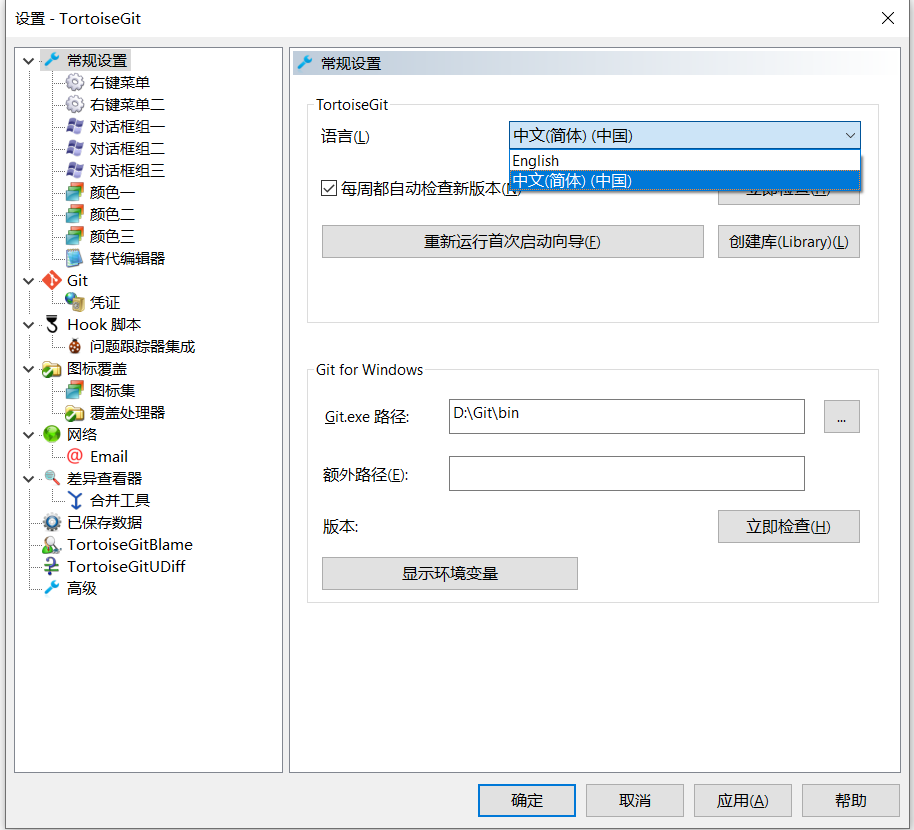 设置 - TortoiseGit
常规设置
右键菜单
右键菜单二
对话框组一
对话框组二
对话框组三
颜色一
颜色二
颜色三
替代编辑器
Git
凭证
Hook 脚本
问题跟踪器集成
图标覆盖
图标集
覆盖处理器
网络
Email
差异查看器
合并工具
已保存数据
TortoiseGitBlame
TortoiseGitUDiff
高级
常规设置
TortoiseGit
语言(L)
中文(简体) (中国)
English
中文(简体) (中国)
每周都自动检查新版本(N)
立即检查(H)
重新运行首次启动向导(F)
创建库(Library)(L)
Git for Windows
Git.exe 路径:
D:\Git\bin
...
额外路径(E):
版本:
立即检查(H)
显示环境变量
确定
取消
应用(A)
帮助